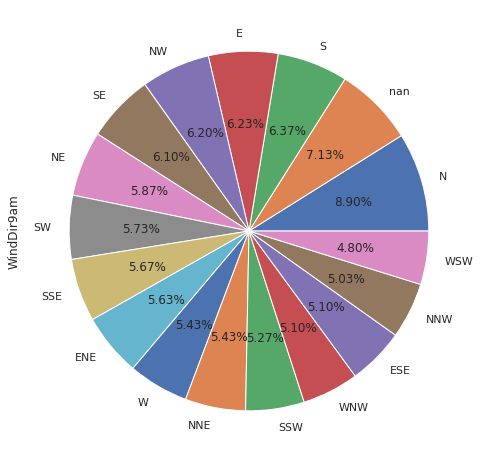 WindDir9am
N
8.90%
nan
7.13%
S
6.37%
E
6.23%
NW
6.20%
SE
6.10%
NE
5.87%
SW
5.73%
SSE
5.67%
ENE
5.63%
W
5.43%
NNE
5.43%
SSW
5.27%
WNW
5.10%
ESE
5.10%
NNW
5.03%
WSW
4.80%